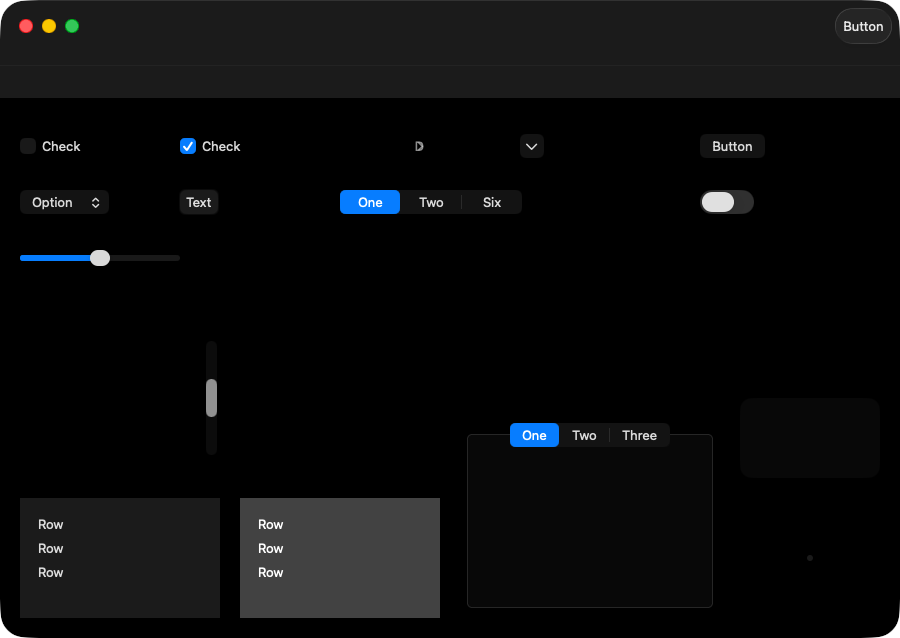 Button
Check
Check
Button
Option
Text
One
Two
Six
One
Two
Three
Row
Row
Row
Row
Row
Row